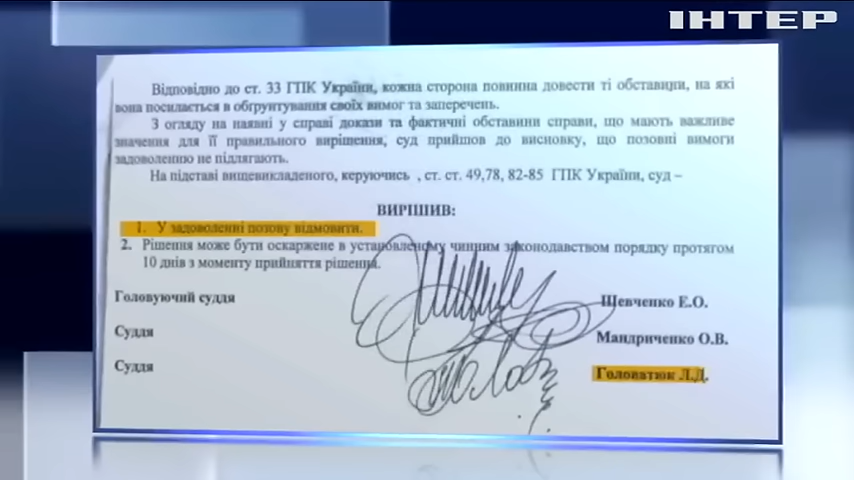 ІНТЕР
Відповідно до ст. 33 ГПК України, кожна сторона повинна довести ті обставини, на які
вона посилається в обґрунтування своїх вимог та заперечень.
З огляду на наявні у справі докази та фактичні обставини справи, що мають важливе
значення для її правильного вирішення, суд прийшов до висновку, що позовні вимоги
задоволенню не підлягають.
На підставі вищевикладеного, керуючись , ст. ст. 49,78, 82-85 ГПК України, суд –
ВИРІШИВ:
1. У задоволенні позову відмовити.
2. Рішення може бути оскаржене в установленому чинним законодавством порядку протягом
10 днів з моменту прийняття рішення.
Головуючий суддя Шевченко Е.О.
Суддя Мандриченко О.В.
Суддя Головатюк Л.Д.